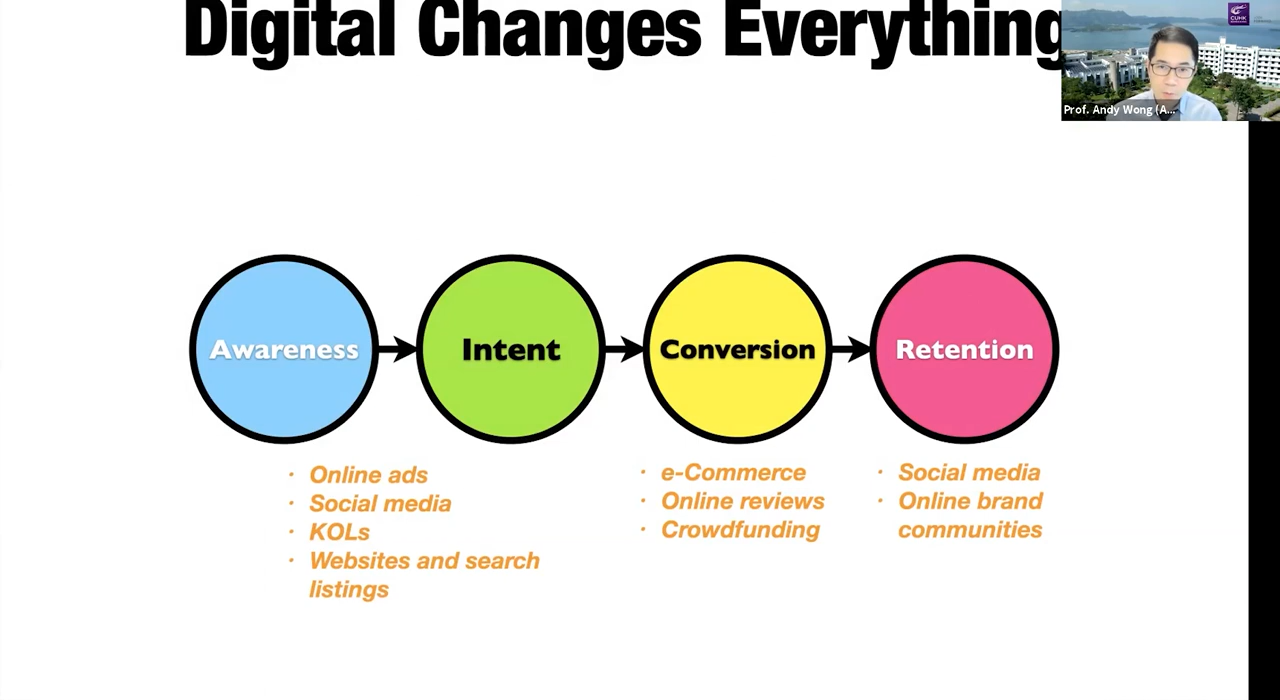 Digital Changes Everything
CUHK
Prof. Andy Wong (A...
Awareness
Intent
Conversion
Retention
· Online ads
· Social media
· KOLs
· Websites and search
listings
· e-Commerce
· Online reviews
· Crowdfunding
· Social media
· Online brand
communities